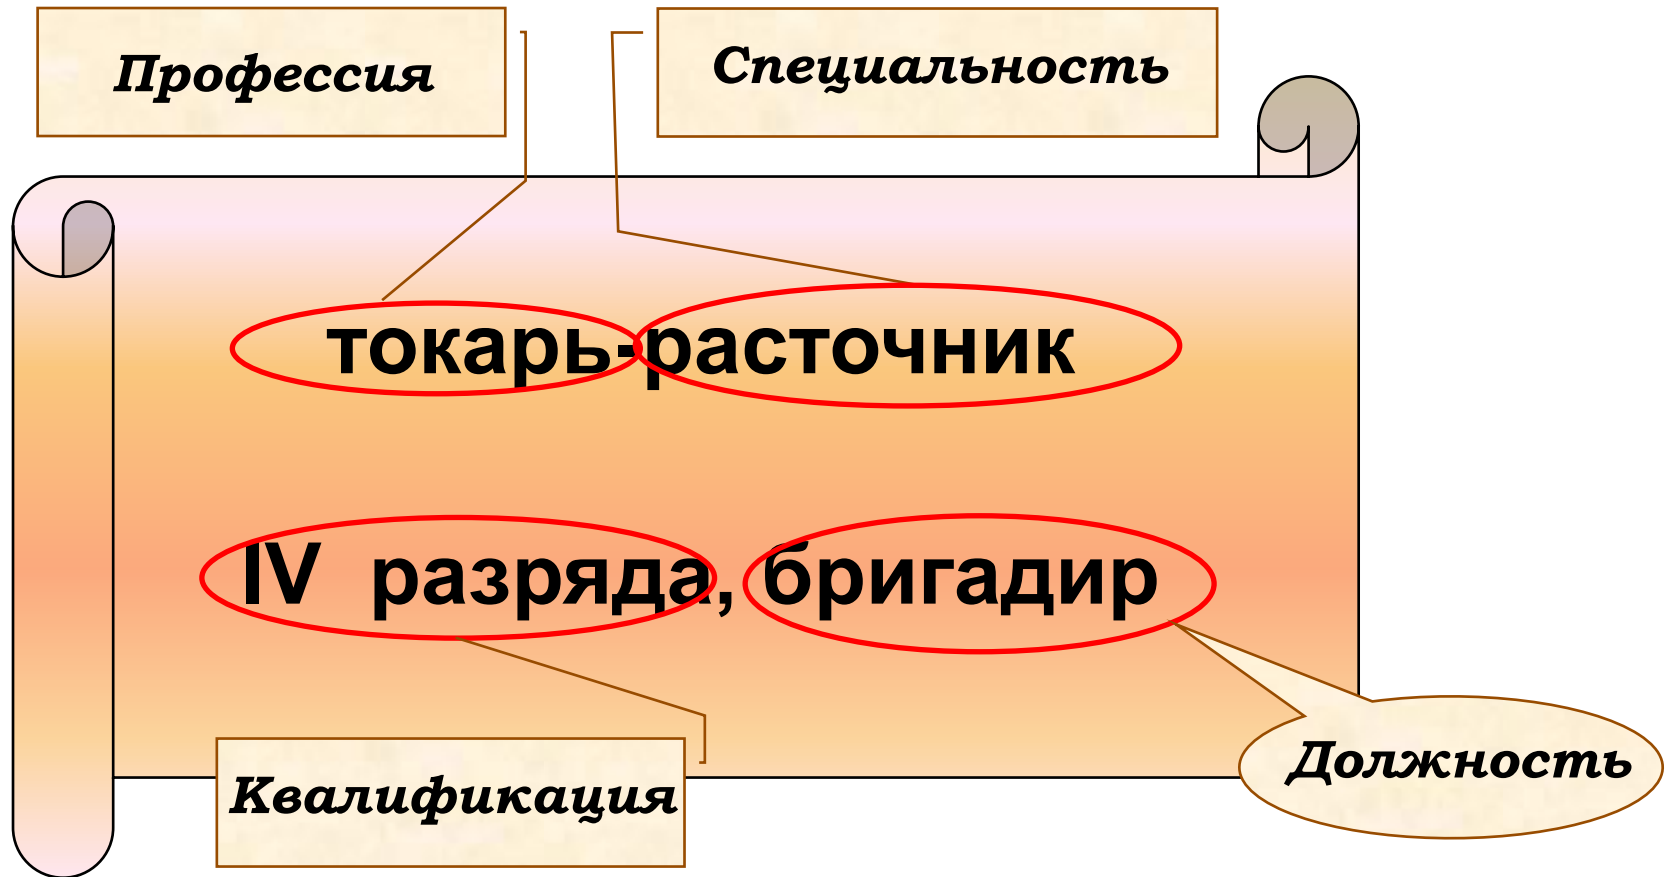 Профессия
Специальность
токарь-расточник
IV разряда, бригадир
Квалификация
Должность